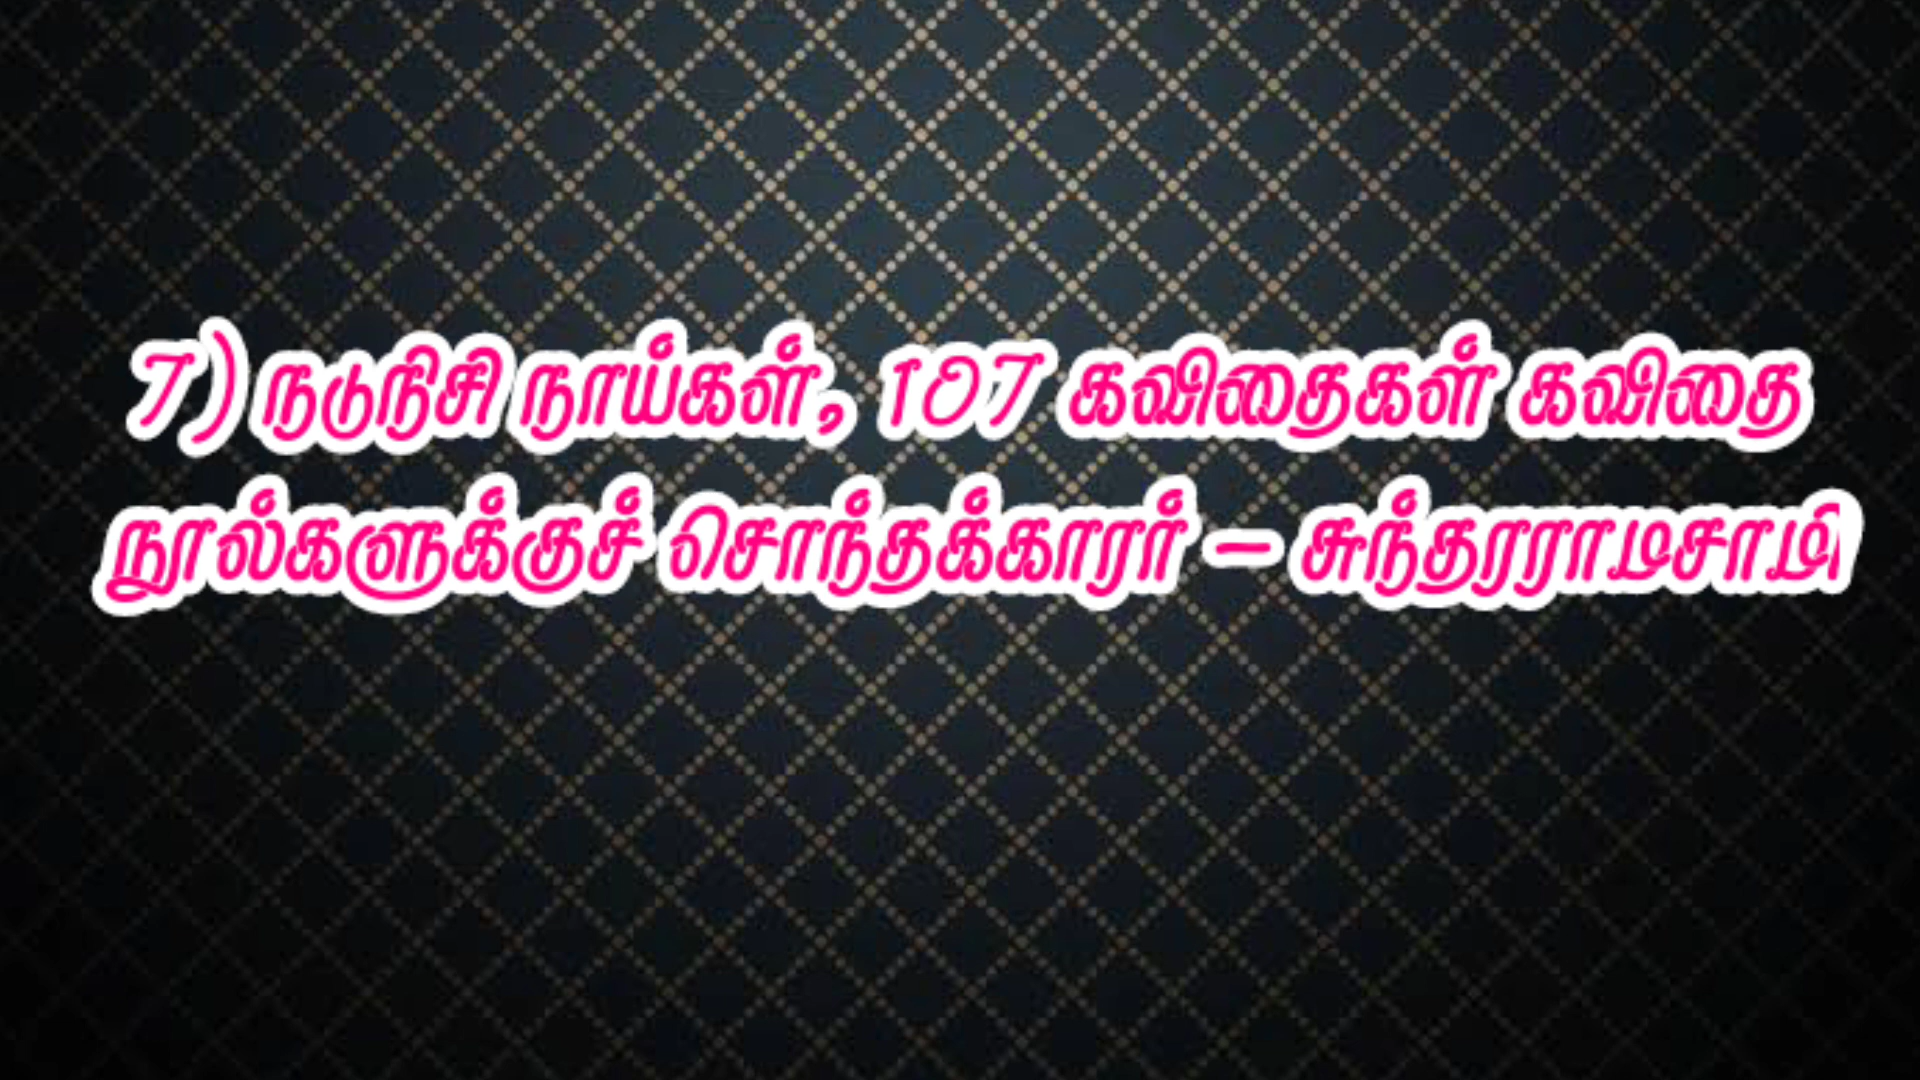 7) நடுநிசி நாய்கள், 107 கவிதைகள் கவிதை
நூல்களுக்குச் சொந்தக்காரர் – சுந்தரராமசாமி